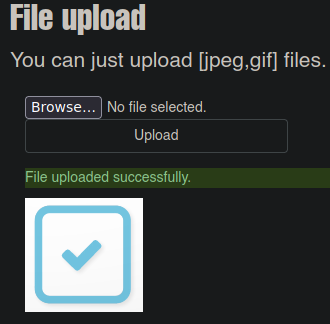 File upload
You can just upload [jpeg,gif] files.
Browse... No file selected.
Upload
File uploaded successfully.